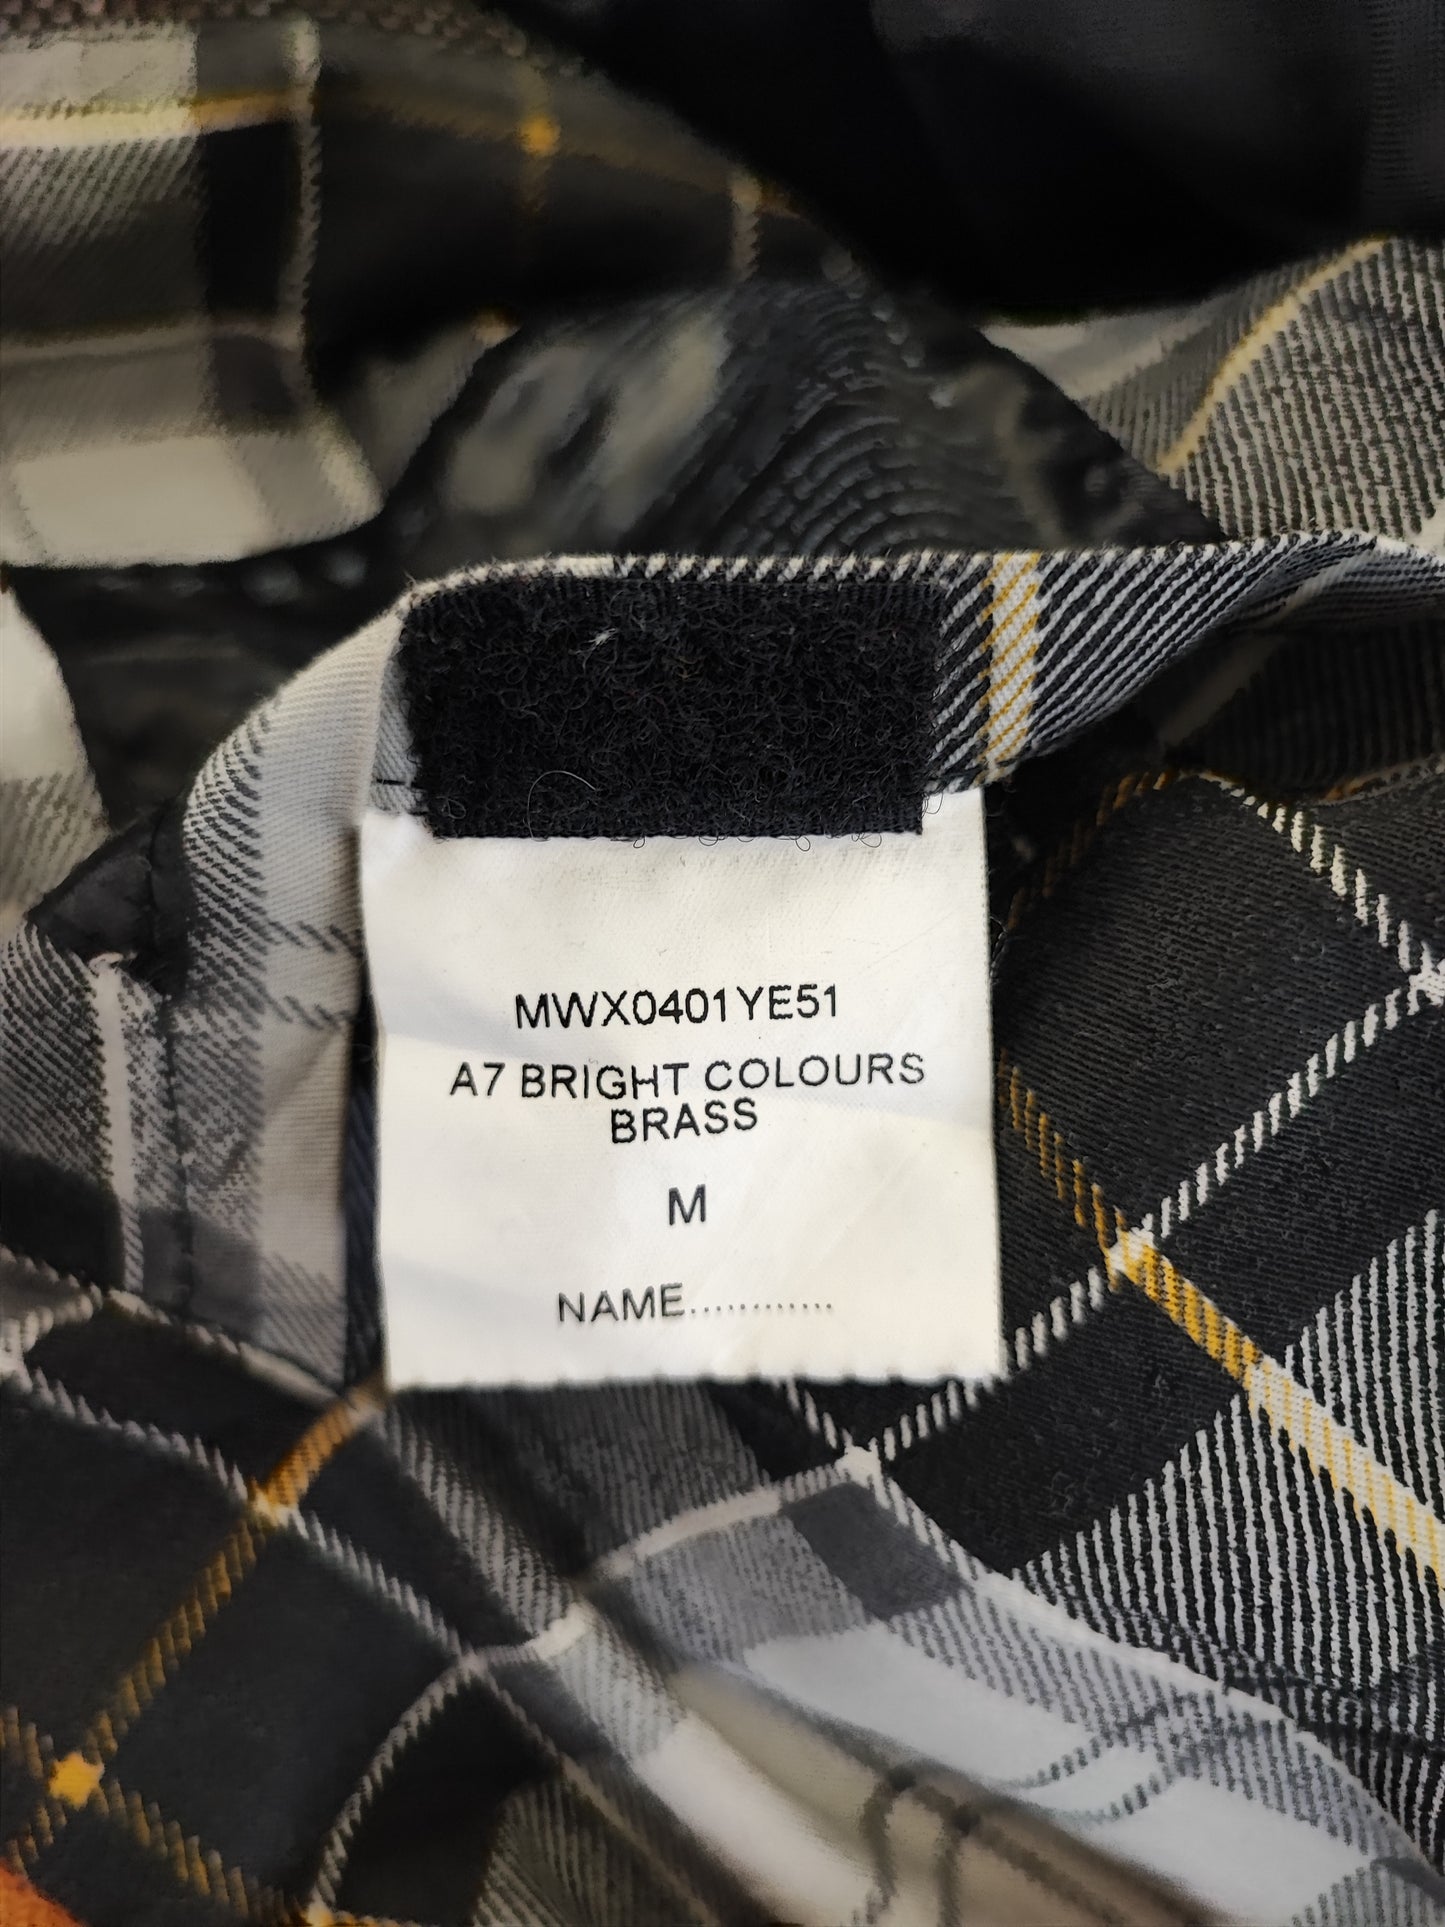 MWX0401YE51
A7 BRIGHT COLOURS
BRASS
M
NAME............